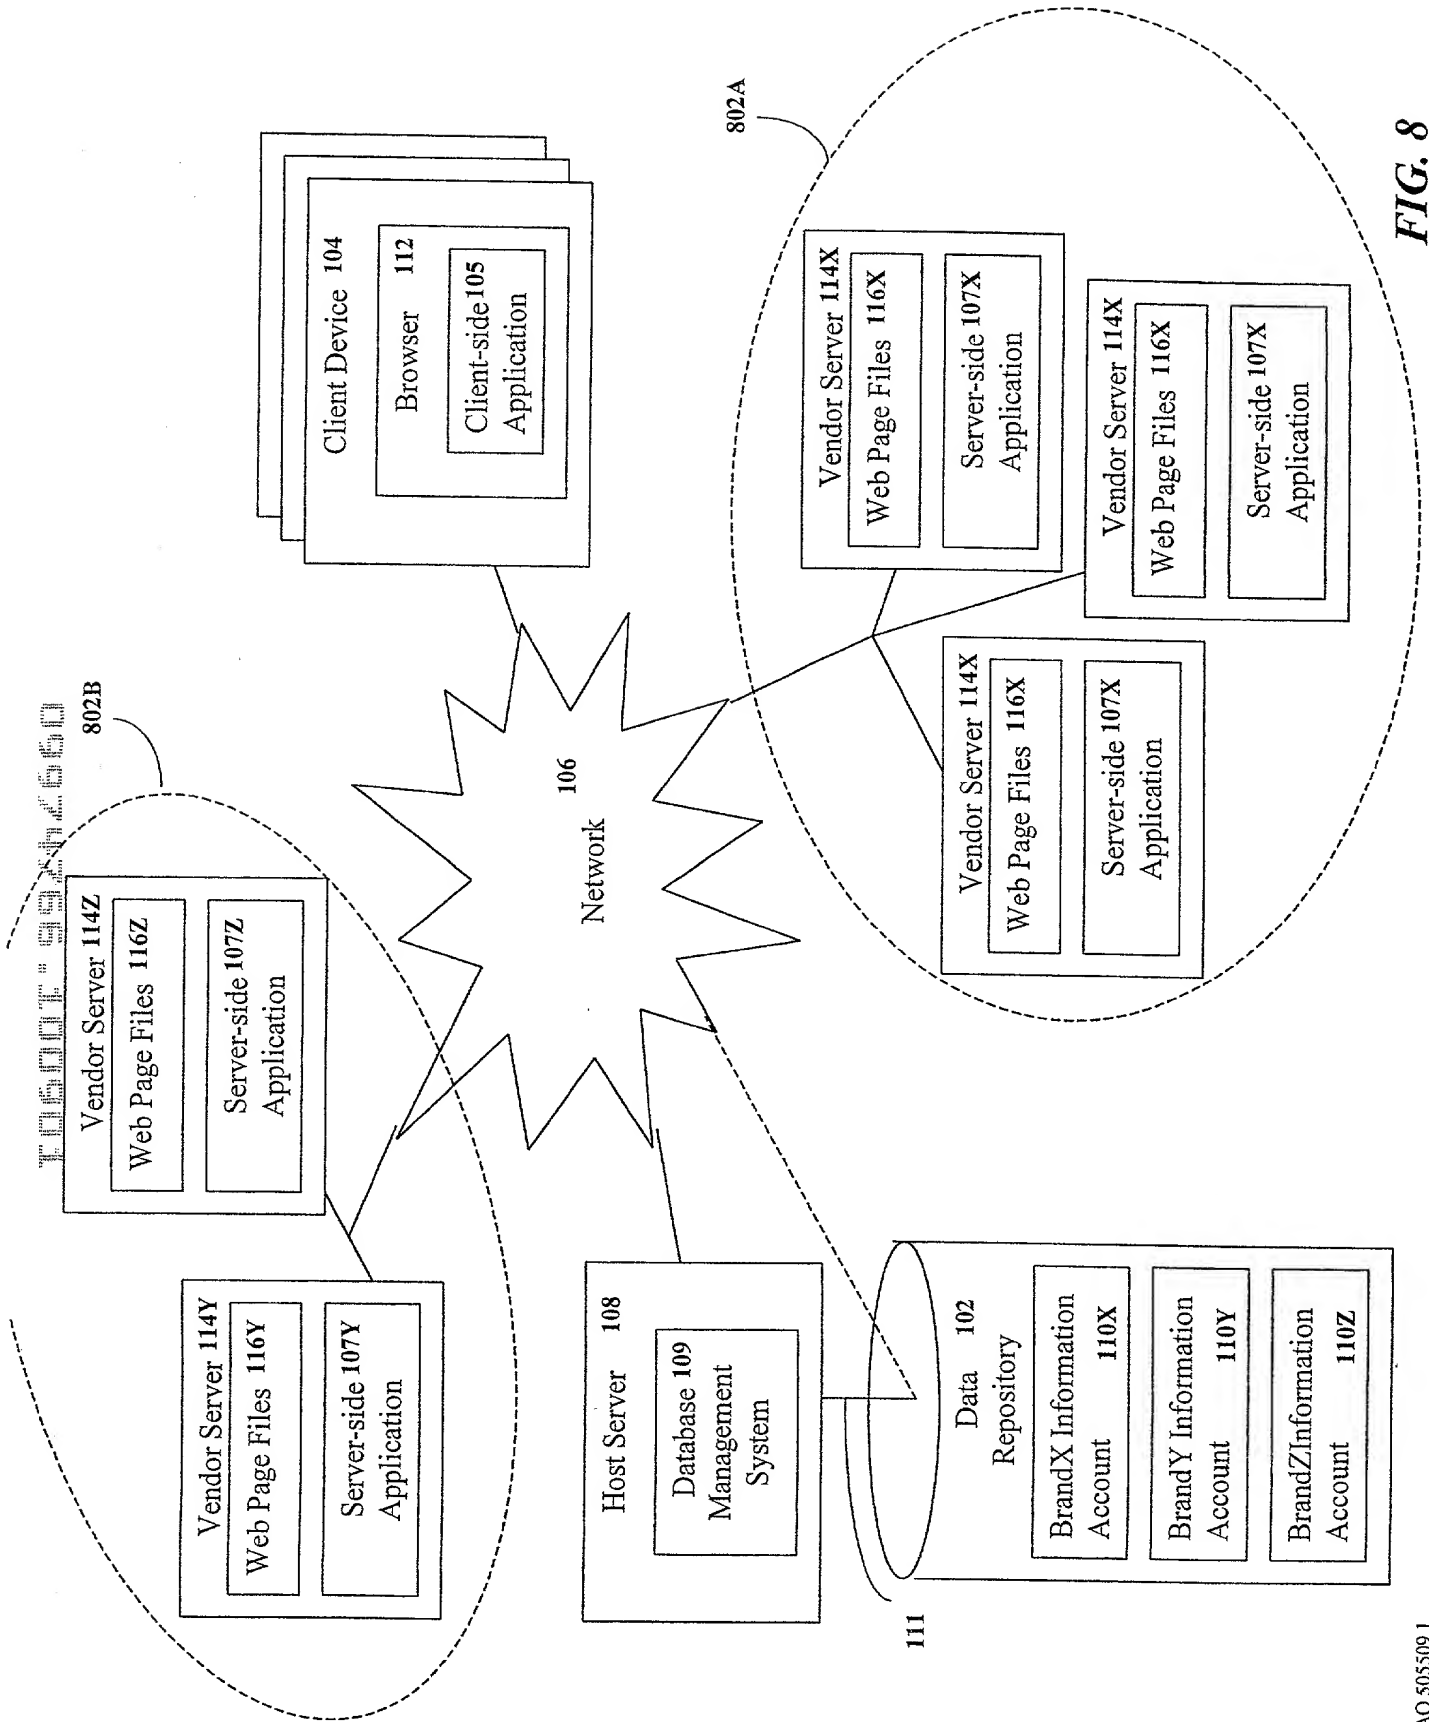 802B
Vendor Server 114Z
Web Page Files 116Z
Server-side 107Z
Application
Vendor Server 114Y
Web Page Files 116Y
Server-side 107Y
Application
Client Device 104
Browser 112
Client-side 105
Application
106
Network
Host Server 108
Database 109
Management
System
111
Data 102
Repository
BrandX Information
Account 110X
BrandY Information
Account 110Y
BrandZInformation
Account 110Z
802A
Vendor Server 114X
Web Page Files 116X
Server-side 107X
Application
Vendor Server 114X
Web Page Files 116X
Server-side 107X
Application
Vendor Server 114X
Web Page Files 116X
Server-side 107X
Application
FIG. 8
AO 505509.1